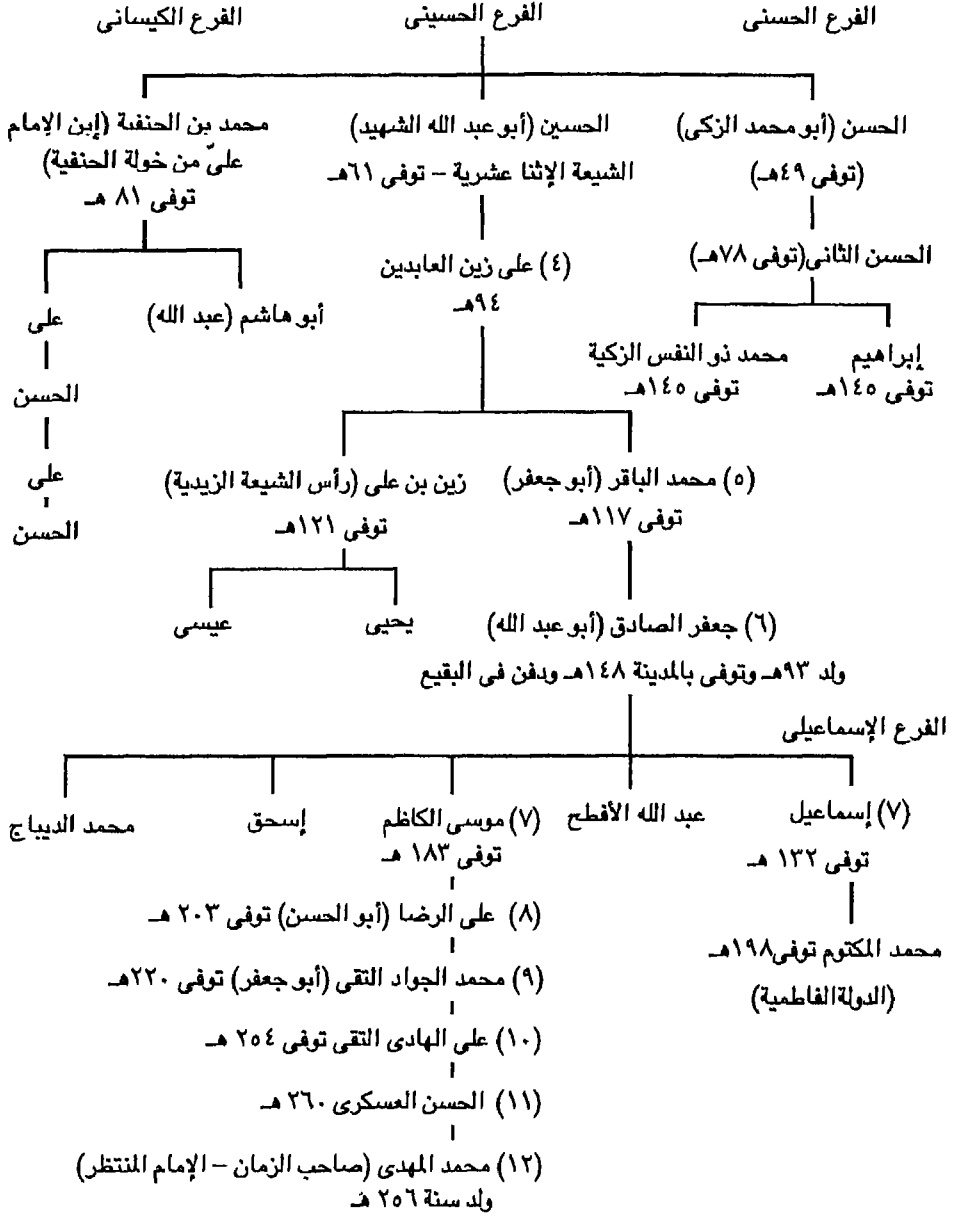 الفرع الحسنى
الفرع الحسينى
الفرع الكيسانى
الحسن (أبو محمد الزكى)
(توفى ٤٩هـ)
الحسين (أبو عبد الله الشهيد)
الشيعة الإثنا عشرية – توفى ٦١هـ
محمد بن الحنفية (إبن الإمام
علىّ من خولة الحنفية)
توفى ٨١ هـ
الحسن الثانى (توفى ٧٨هـ)
(٤) على زين العابدين
٩٤هـ
أبو هاشم (عبد الله)
على
إبراهيم
توفى ١٤٥هـ
محمد ذو النفس الزكية
توفى ١٤٥هـ
الحسن
على
الحسن
(٥) محمد الباقر (أبو جعفر)
توفى ١١٧هـ
زين بن على (رأس الشيعة الزيدية)
توفى ١٢١هـ
يحيى
عيسى
(٦) جعفر الصادق (أبو عبد الله)
ولد ٩٣هـ وتوفى بالمدينة ١٤٨هـ ودفن فى البقيع
الفرع الإسماعيلى
(٧) إسماعيل
توفى ١٣٢ هـ
عبد الله الأفطح
(٧) موسى الكاظم
توفى ١٨٣ هـ
إسحق
محمد الديباج
محمد المكتوم توفى ١٩٨هـ
(الدولة الفاطمية)
(٨) على الرضا (أبو الحسن) توفى ٢٠٣ هـ
(٩) محمد الجواد التقى (أبو جعفر) توفى ٢٢٠هـ
(١٠) على الهادى التقى توفى ٢٥٤ هـ
(١١) الحسن العسكرى ٢٦٠ هـ
(١٢) محمد المهدى (صاحب الزمان – الإمام المنتظر)
ولد سنة ٢٥٦ هـ